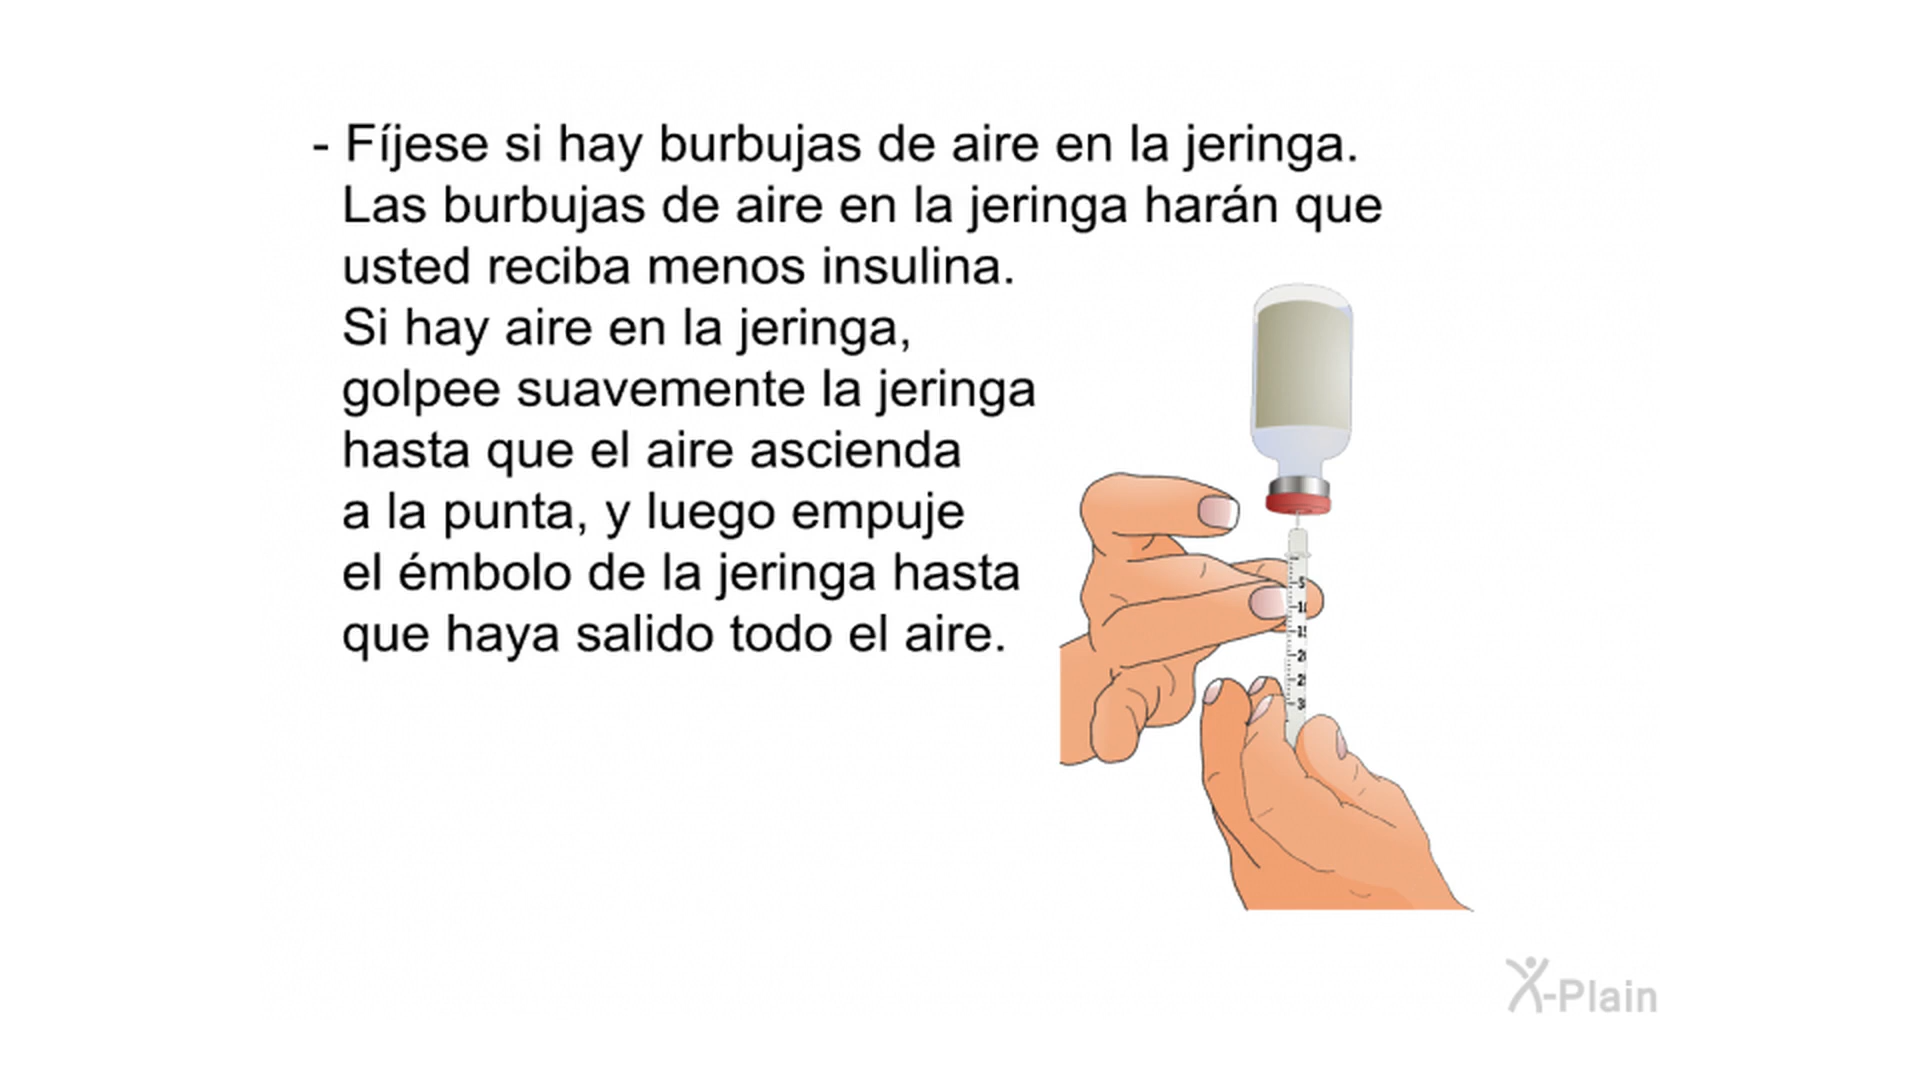 - Fíjese si hay burbujas de aire en la jeringa.
Las burbujas de aire en la jeringa harán que
usted reciba menos insulina.
Si hay aire en la jeringa,
golpee suavemente la jeringa
hasta que el aire ascienda
a la punta, y luego empuje
el émbolo de la jeringa hasta
que haya salido todo el aire.
X-Plain